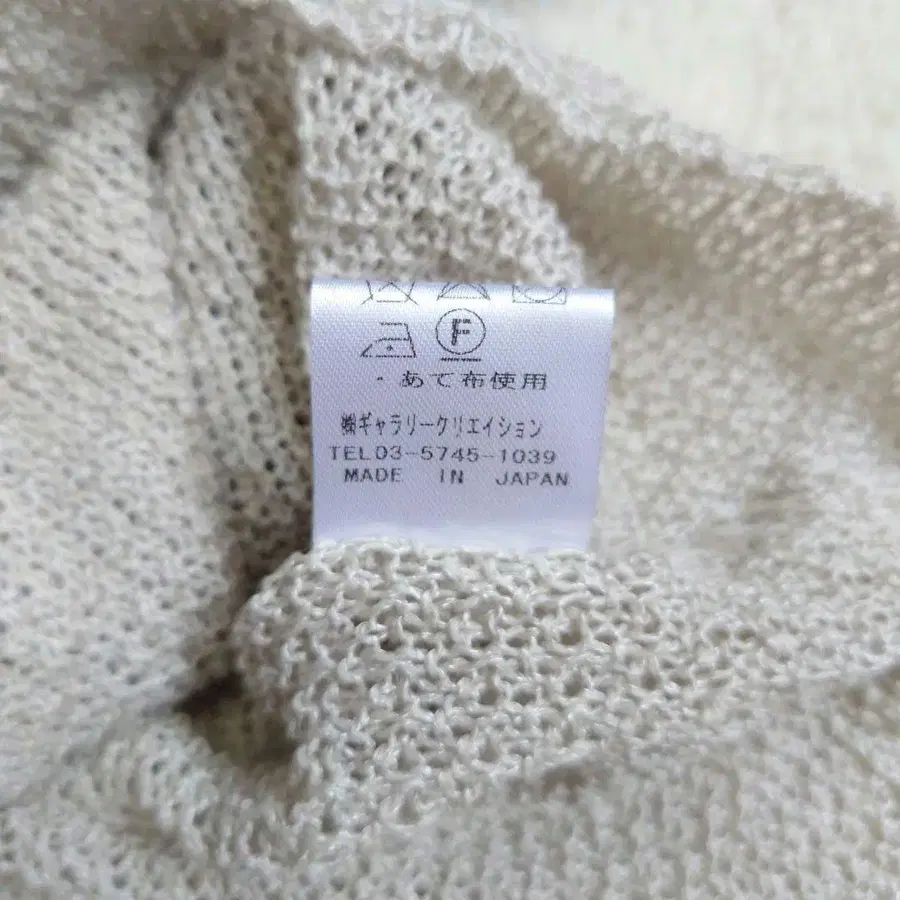 F
・あて布使用
㈱ギャラリークリエイション
TEL03-5745-1039
MADE IN JAPAN